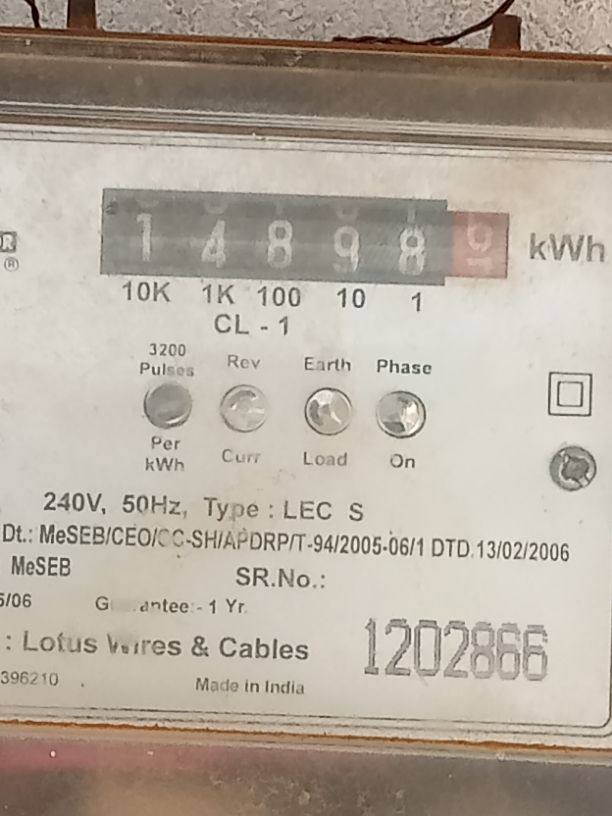 14898 9 kWh
10K 1K 100 10 1
CL - 1
3200 Pulses Rev Earth Phase
Per kWh Curr Load On
240V, 50Hz, Type : LEC S
Dt.: MeSEB/CEO/CC-SH/APDRP/T-94/2005-06/1 DTD.13/02/2006
MeSEB SR.No.:
/06 Guarantee:- 1 Yr.
: Lotus Wires & Cables 1202866
396210 Made in India